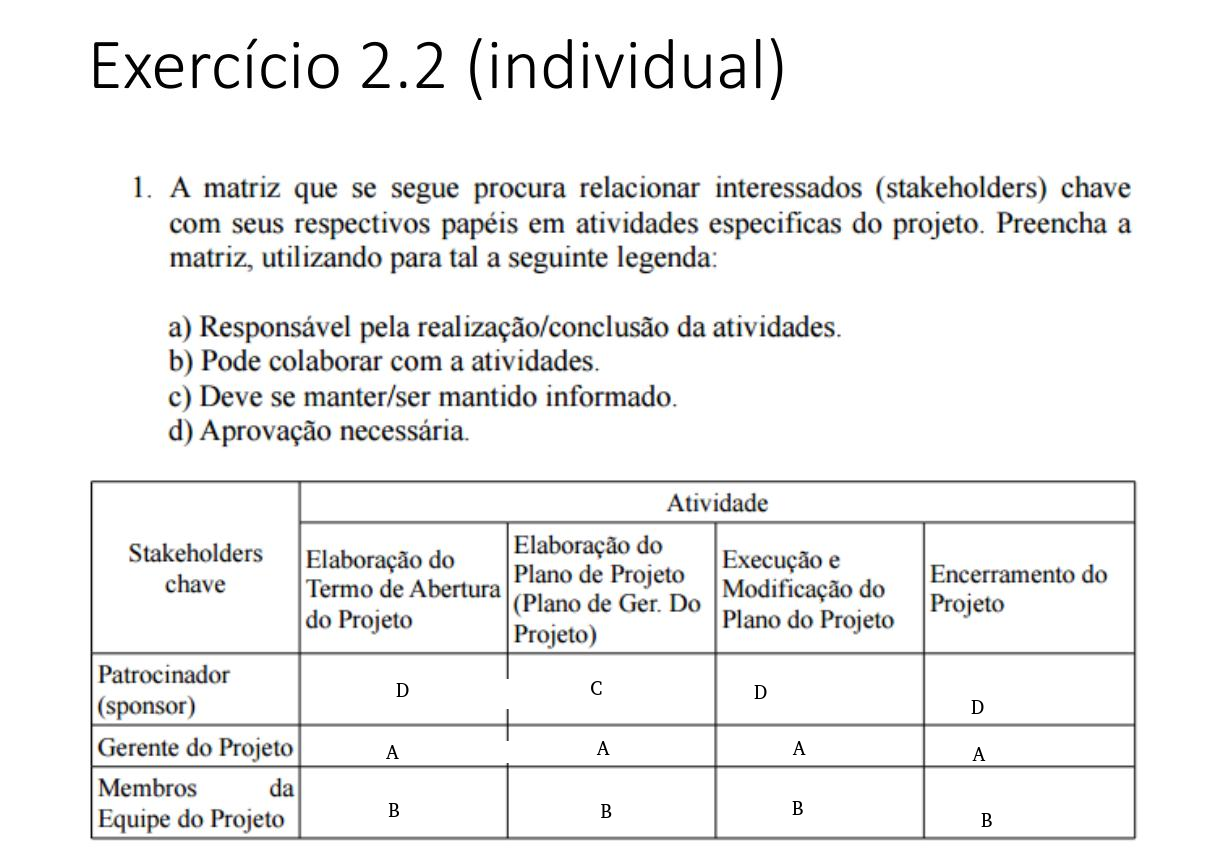 Exercício 2.2 (individual)
1. A matriz que se segue procura relacionar interessados (stakeholders) chave
com seus respectivos papéis em atividades especificas do projeto. Preencha a
matriz, utilizando para tal a seguinte legenda:
a) Responsável pela realização/conclusão da atividades.
b) Pode colaborar com a atividades.
c) Deve se manter/ser mantido informado.
d) Aprovação necessária.
Stakeholders
chave
Atividade
Elaboração do
Termo de Abertura
do Projeto
Elaboração do
Plano de Projeto
(Plano de Ger. Do
Projeto)
Execução e
Modificação do
Plano do Projeto
Encerramento do
Projeto
Patrocinador
(sponsor)
D
C
D
D
Gerente do Projeto
A
A
A
A
Membros da
Equipe do Projeto
B
B
B
B